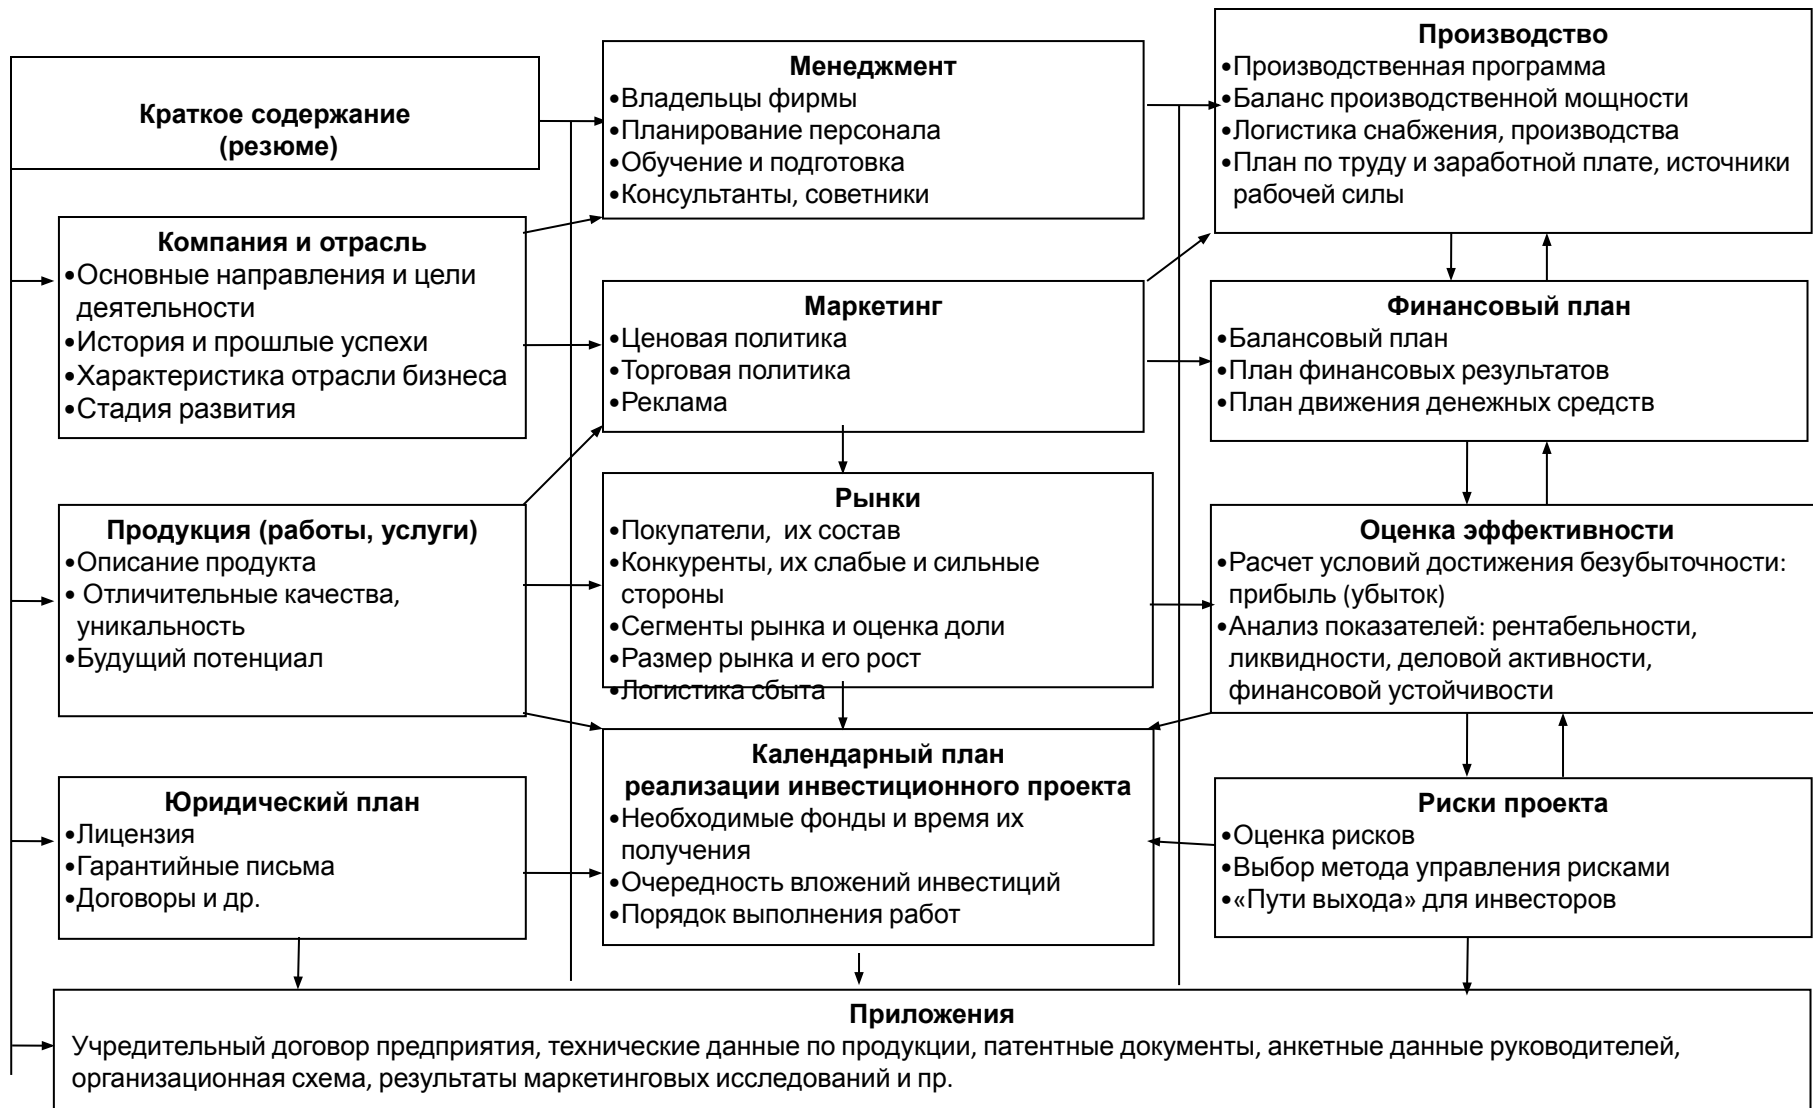 Краткое содержание
(резюме)
Компания и отрасль
•Основные направления и цели
деятельности
•История и прошлые успехи
•Характеристика отрасли бизнеса
•Стадия развития
Продукция (работы, услуги)
•Описание продукта
• Отличительные качества,
уникальность
•Будущий потенциал
Юридический план
•Лицензия
•Гарантийные письма
•Договоры и др.
Менеджмент
•Владельцы фирмы
•Планирование персонала
•Обучение и подготовка
•Консультанты, советники
Маркетинг
•Ценовая политика
•Торговая политика
•Реклама
Рынки
•Покупатели, их состав
•Конкуренты, их слабые и сильные
стороны
•Сегменты рынка и оценка доли
•Размер рынка и его рост
•Логистика сбыта
Календарный план
реализации инвестиционного проекта
•Необходимые фонды и время их
получения
•Очередность вложений инвестиций
•Порядок выполнения работ
Производство
•Производственная программа
•Баланс производственной мощности
•Логистика снабжения, производства
•План по труду и заработной плате, источники
рабочей силы
Финансовый план
•Балансовый план
•План финансовых результатов
•План движения денежных средств
Оценка эффективности
•Расчет условий достижения безубыточности:
прибыль (убыток)
•Анализ показателей: рентабельности,
ликвидности, деловой активности,
финансовой устойчивости
Риски проекта
•Оценка рисков
•Выбор метода управления рисками
•«Пути выхода» для инвесторов
Приложения
Учредительный договор предприятия, технические данные по продукции, патентные документы, анкетные данные руководителей,
организационная схема, результаты маркетинговых исследований и пр.